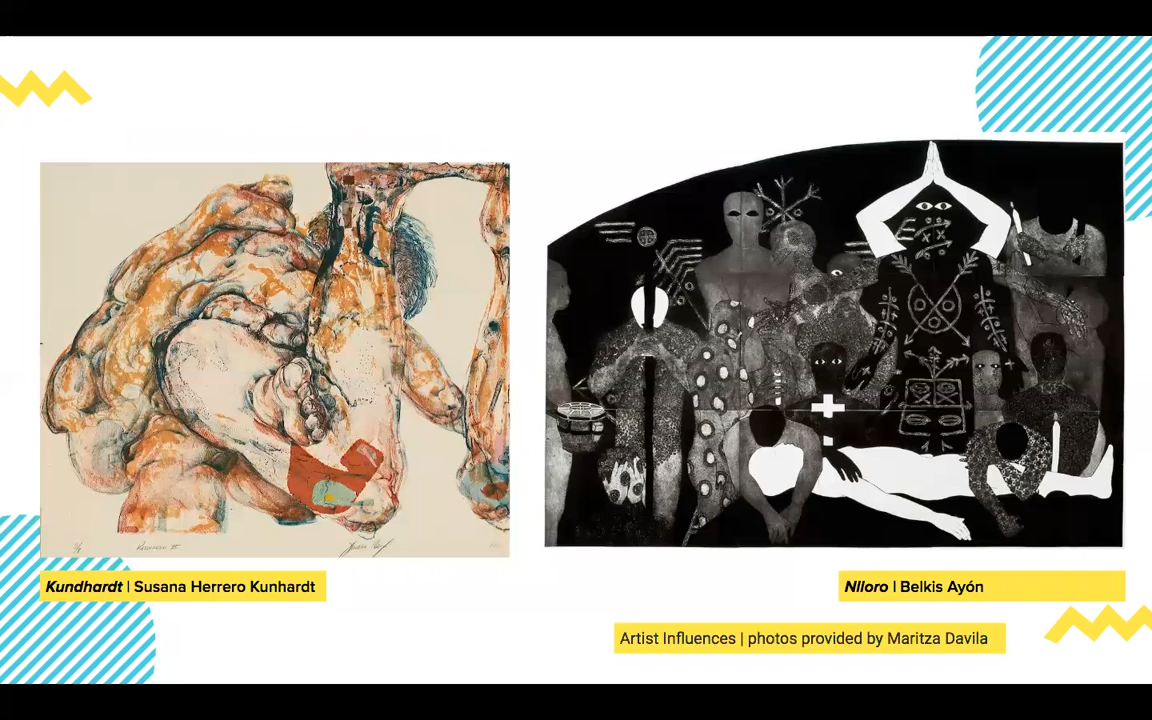 Kundhardt | Susana Herrero Kunhardt
Nlloro | Belkis Ayón
Artist Influences | photos provided by Maritza Davila